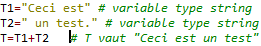 T1="Ceci est" # variable type string
T2=" un test." # variable type string
T=T1+T2 # T vaut "Ceci est un test"